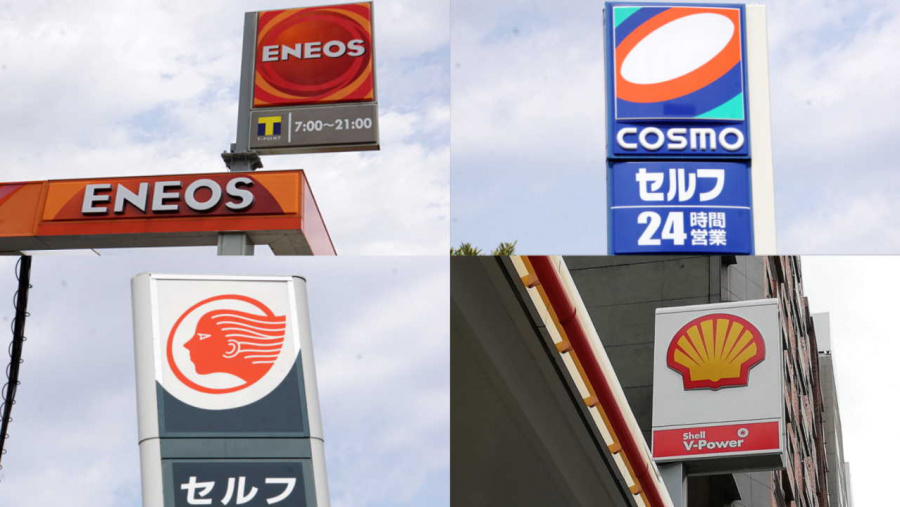 ENEOS
T
T-POINT
7:00〜21:00
ENEOS
COSMO
セルフ
24時間
営業
セルフ
Shell
V-Power